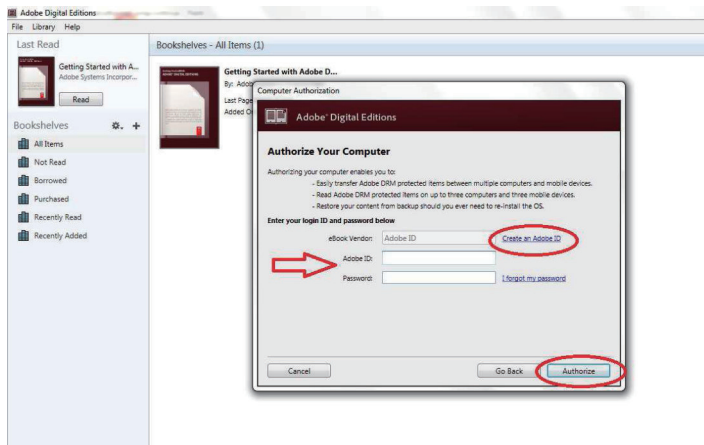 Adobe Digital Editions
File Library Help
Last Read
Getting Started with A...
Adobe Systems Incorpor...
Read
Bookshelves
All Items
Not Read
Borrowed
Purchased
Recently Read
Recently Added
Bookshelves - All Items (1)
Getting Started with Adobe D...
By: Adob
Last Page
Added O
Computer Authorization
Adobe® Digital Editions
Authorize Your Computer
Authorizing your computer enables you to:
- Easily transfer Adobe DRM protected items between multiple computers and mobile devices.
- Read Adobe DRM protected items on up to three computers and three mobile devices.
- Restore your content from backup should you ever need to re-install the OS.
Enter your login ID and password below
eBook Vendor: Adobe ID Create an Adobe ID
Adobe ID:
Password: I forgot my password
Cancel Go Back Authorize